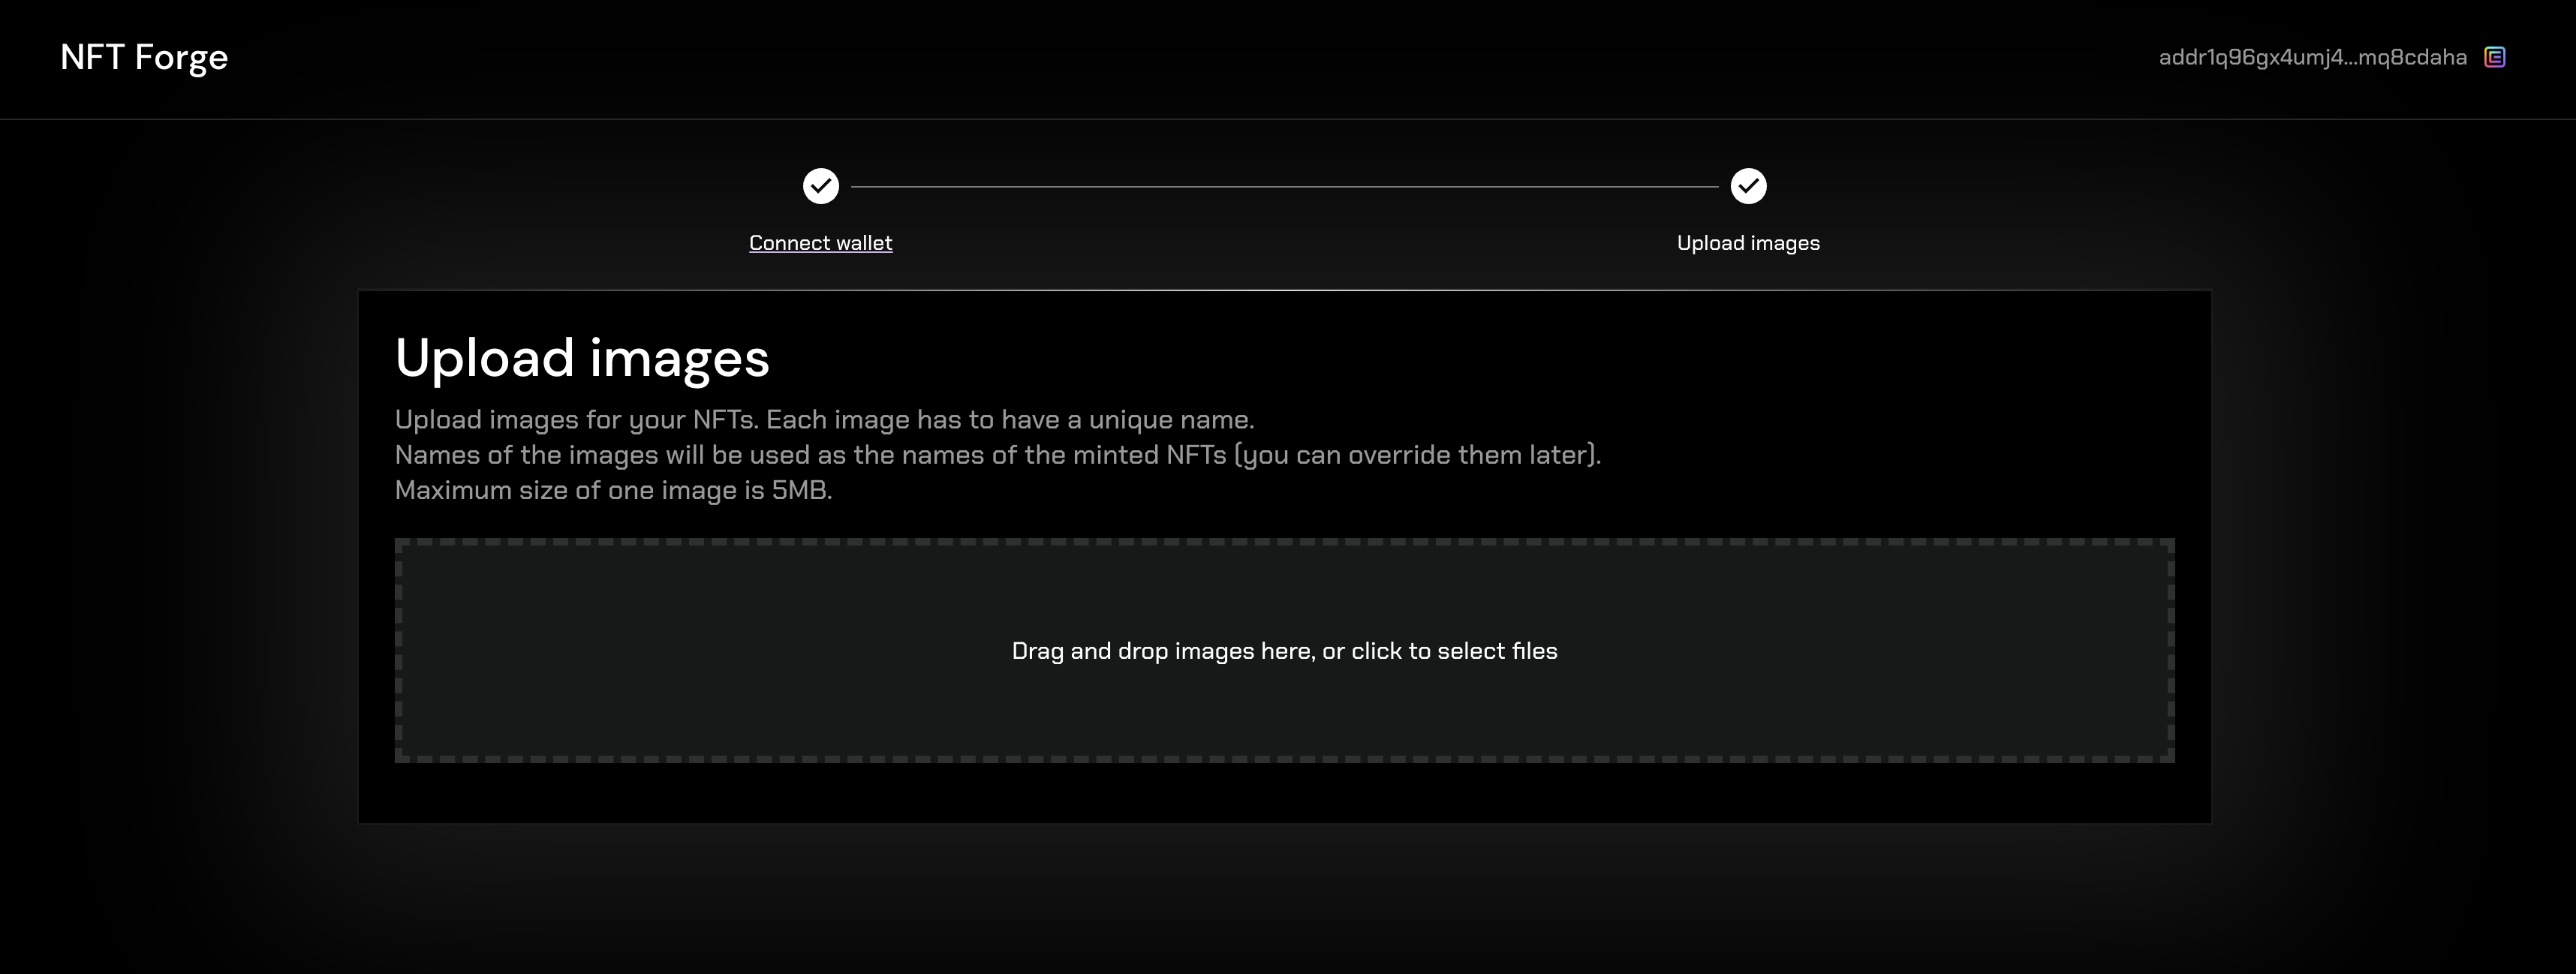 NFT Forge
addr1q96gx4umj4...mq8cdaha
Connect wallet
Upload images
Upload images
Upload images for your NFTs. Each image has to have a unique name.
Names of the images will be used as the names of the minted NFTs (you can override them later).
Maximum size of one image is 5MB.
Drag and drop images here, or click to select files